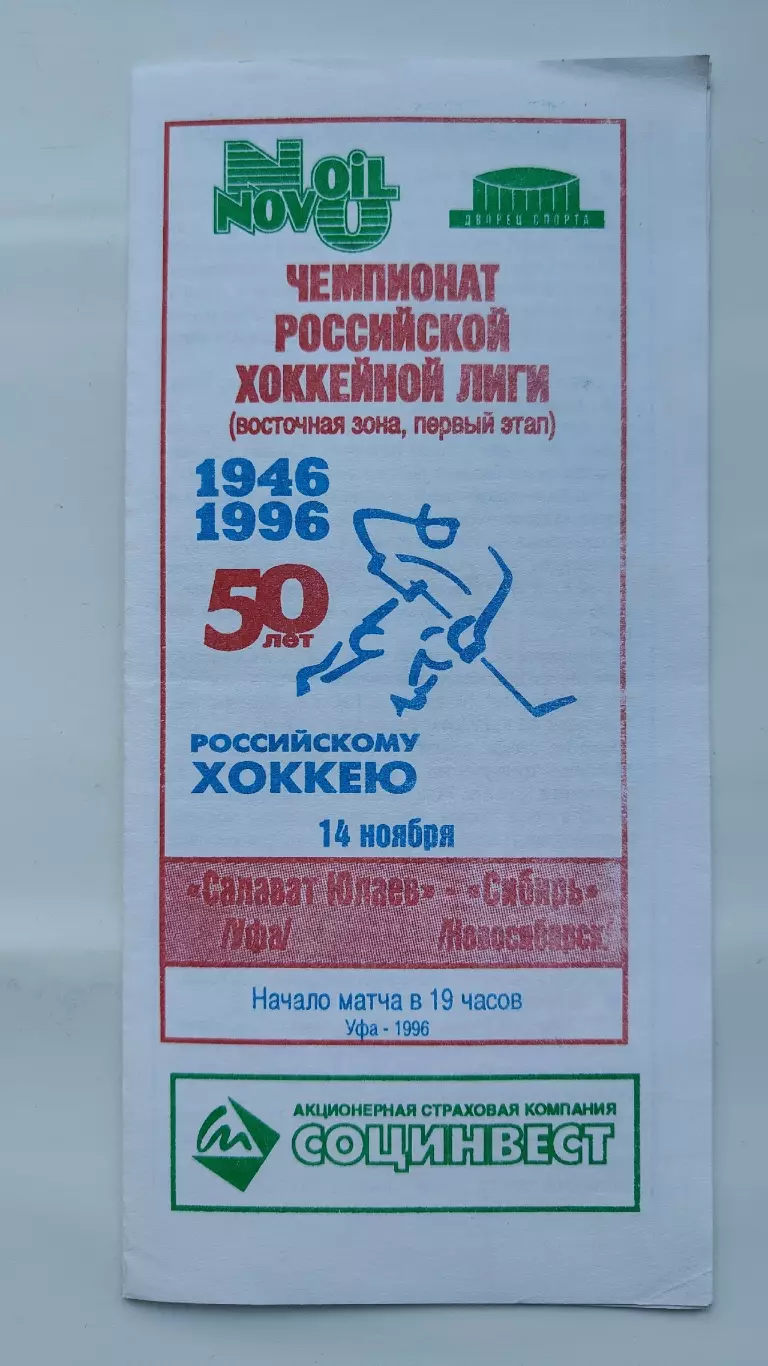 NOVOIL
NU
ДВОРЕЦ СПОРТА
ЧЕМПИОНАТ
РОССИЙСКОЙ
ХОККЕЙНОЙ ЛИГИ
(восточная зона, первый этап)
1946
1996
50
лет
РОССИЙСКОМУ
ХОККЕЮ
14 ноября
«Салават Юлаев» - «Сибирь»
/Уфа/ /Новосибирск/
Начало матча в 19 часов
Уфа - 1996
АКЦИОНЕРНАЯ СТРАХОВАЯ КОМПАНИЯ
СОЦИНВЕСТ